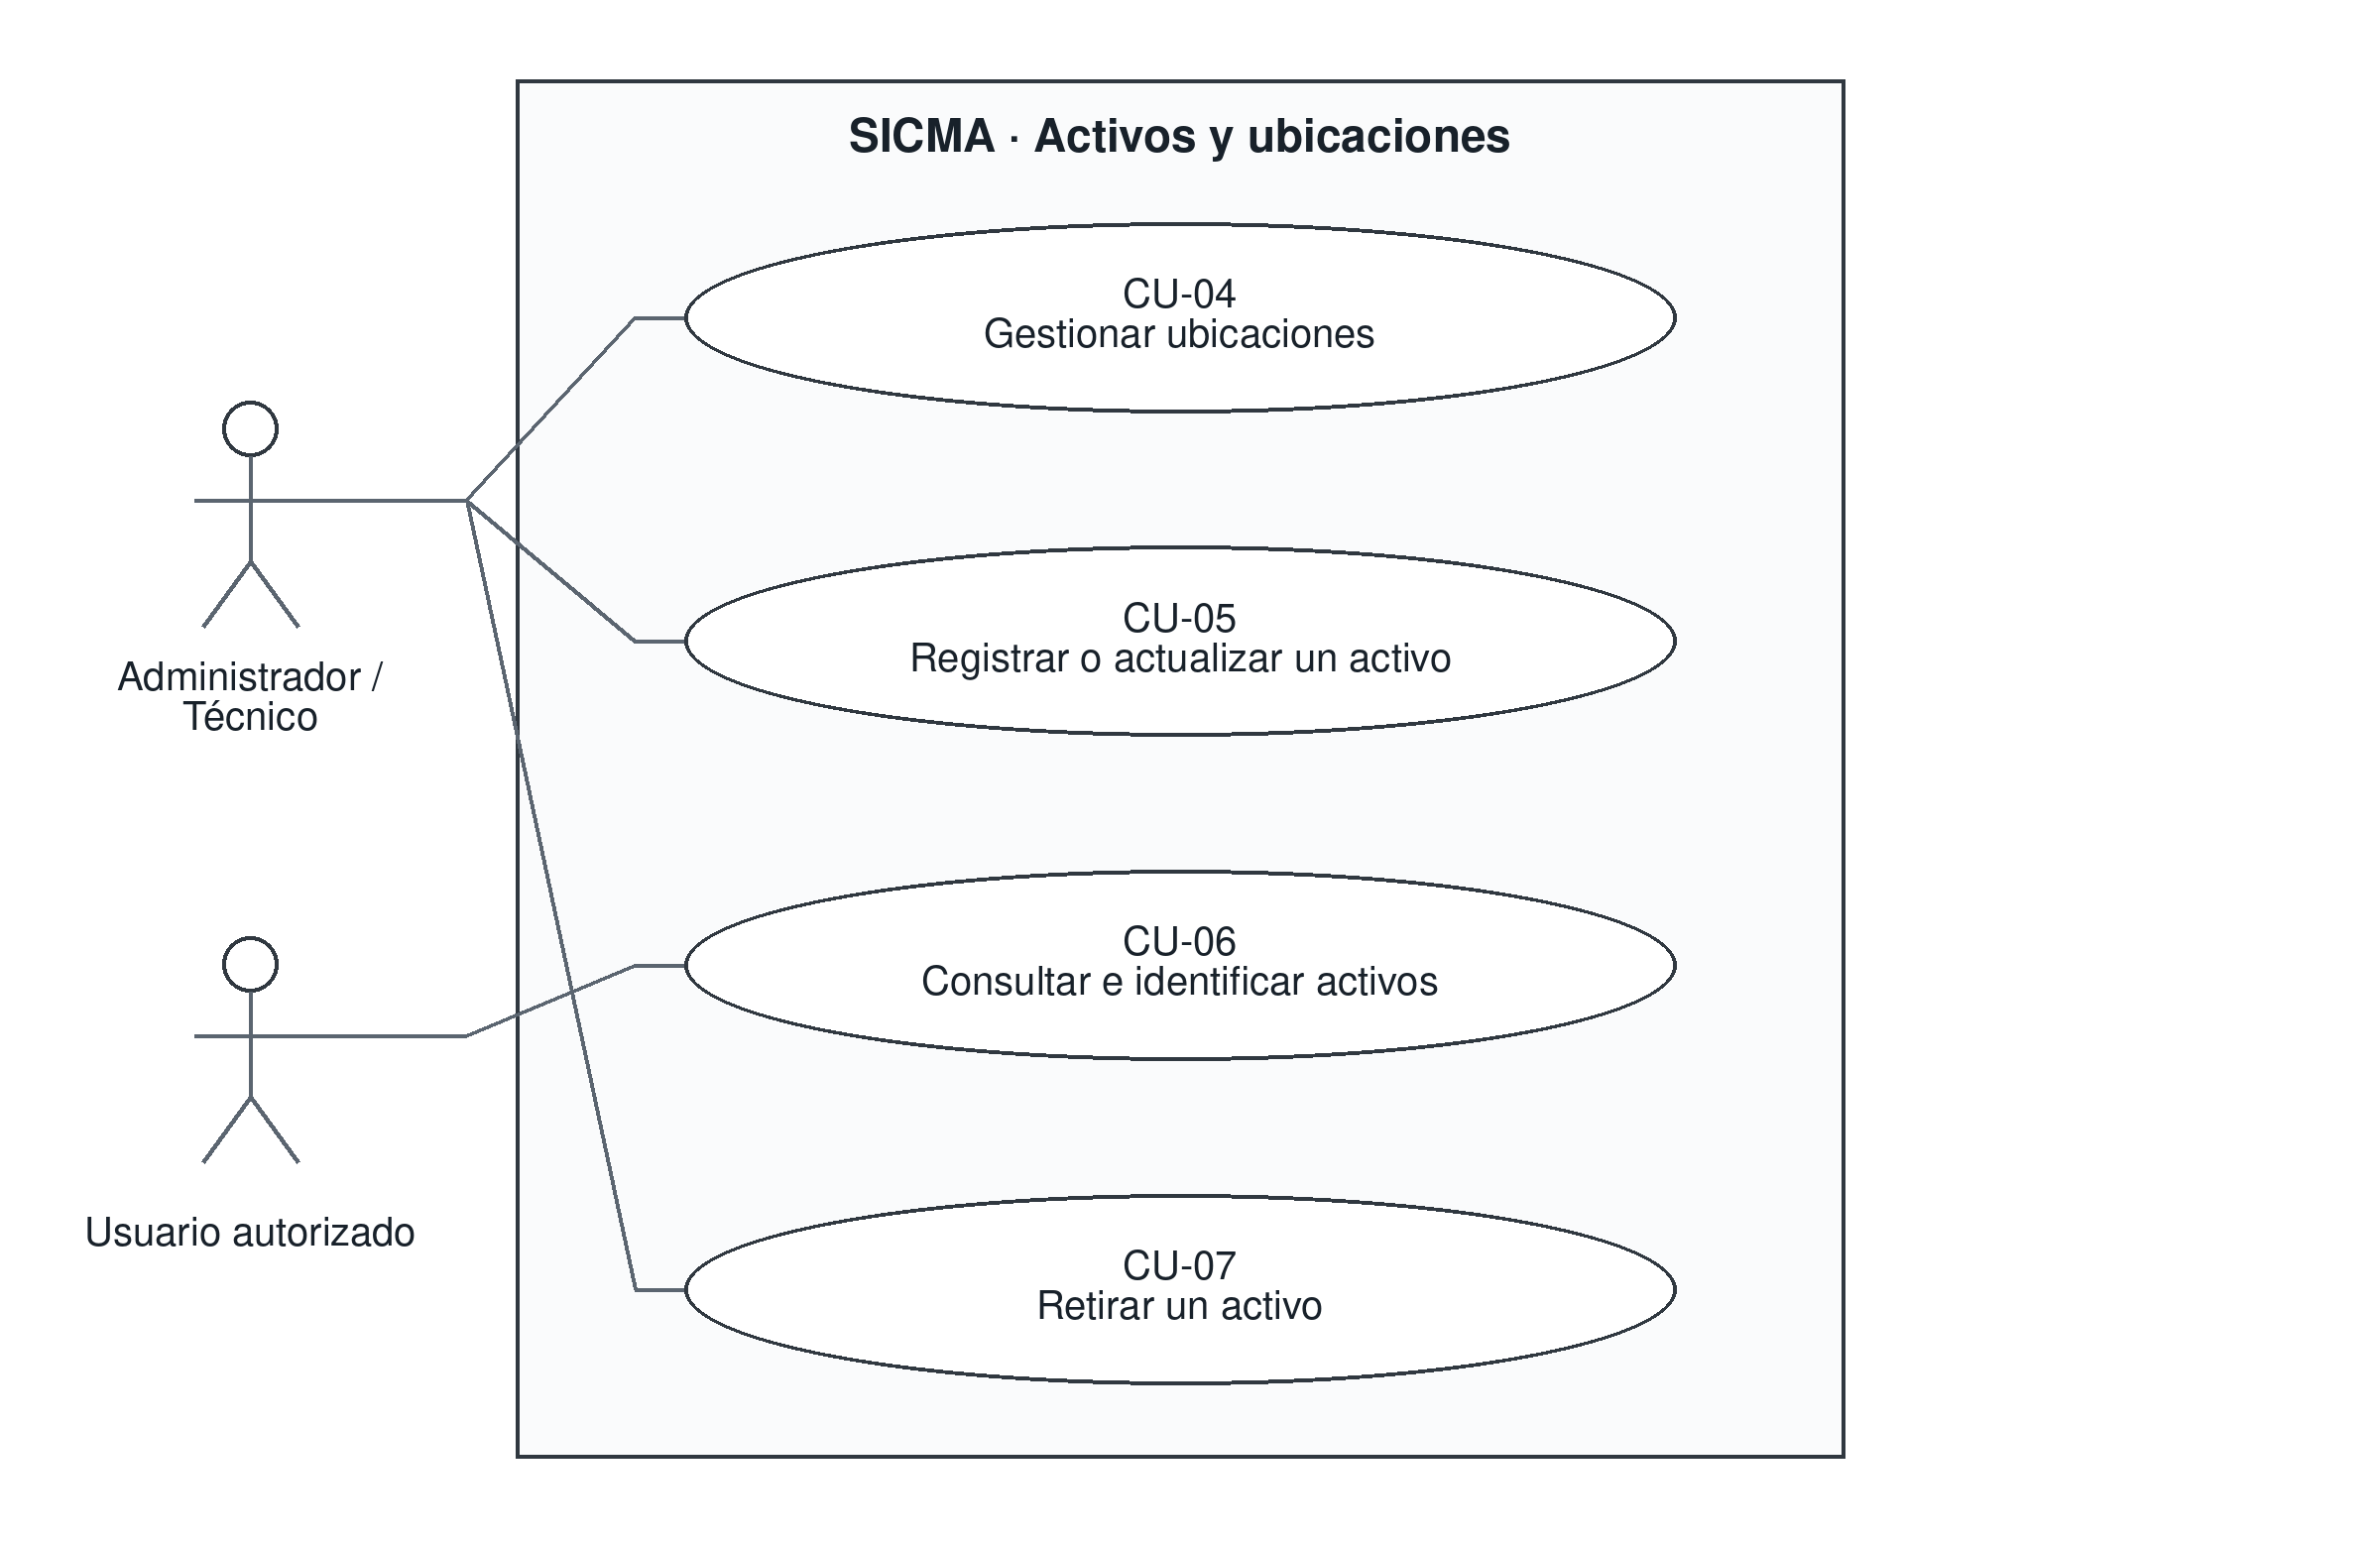 SICMA · Activos y ubicaciones
CU-04
Gestionar ubicaciones
CU-05
Registrar o actualizar un activo
Administrador /
Técnico
CU-06
Consultar e identificar activos
Usuario autorizado
CU-07
Retirar un activo